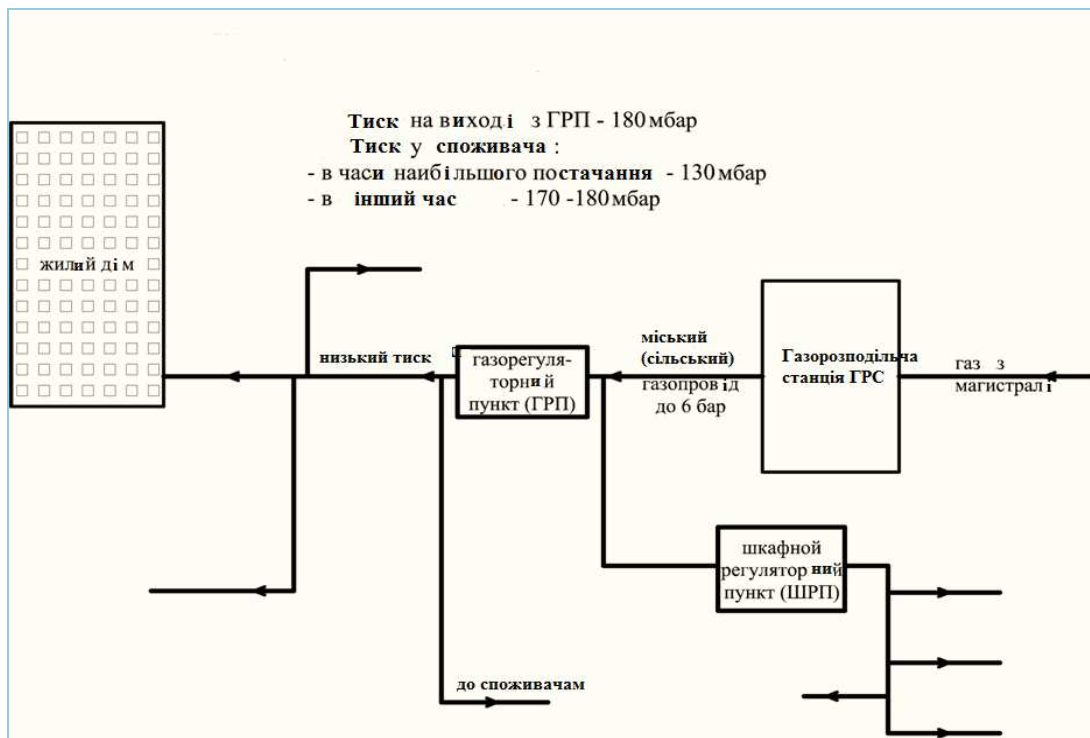 Тиск на виході з ГРП - 180 мбар
Тиск у споживача :
- в часи наибільшого постачання - 130 мбар
- в інший час - 170 -180 мбар
жилий дім
низький тиск
газорегуля-
торний
пункт (ГРП)
міський
(сільський)
газопровід
до 6 бар
Газорозподільча
станція ГРС
газ з
магистралі
шкафной
регулятор ний
пункт (ШРП)
до споживачам